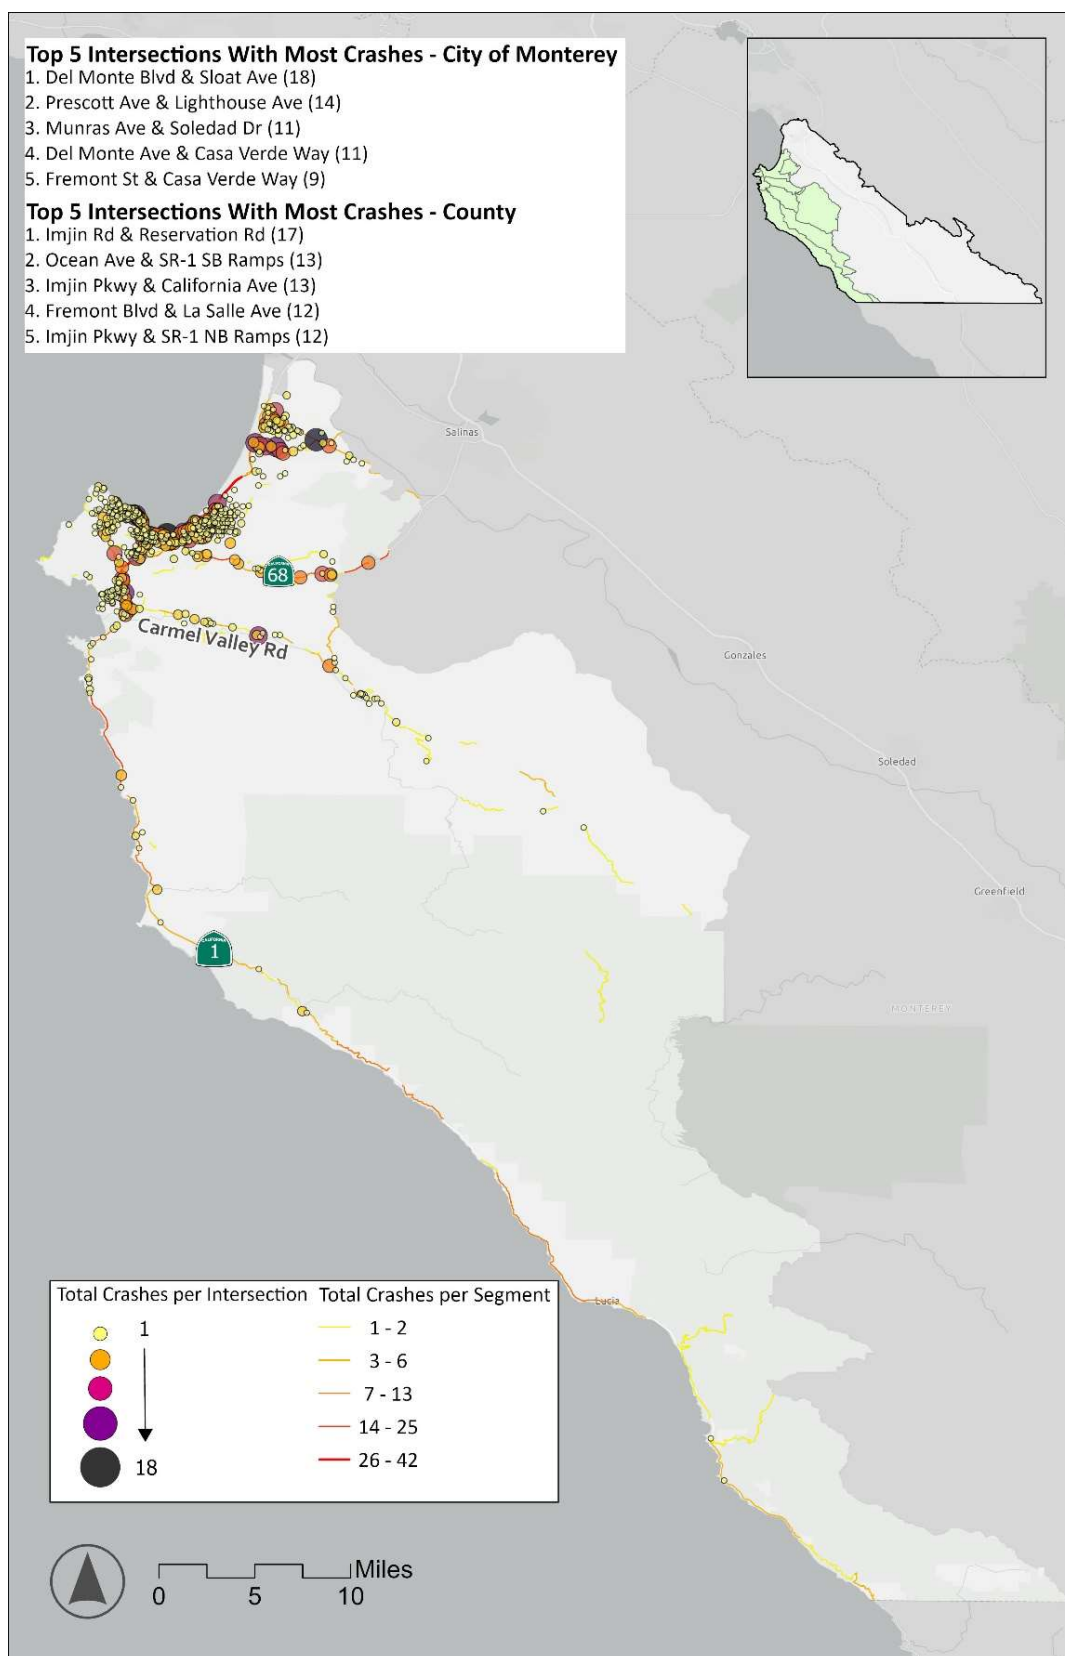 Top 5 Intersections With Most Crashes - City of Monterey
1. Del Monte Blvd & Sloat Ave (18)
2. Prescott Ave & Lighthouse Ave (14)
3. Munras Ave & Soledad Dr (11)
4. Del Monte Ave & Casa Verde Way (11)
5. Fremont St & Casa Verde Way (9)
Top 5 Intersections With Most Crashes - County
1. Imjin Rd & Reservation Rd (17)
2. Ocean Ave & SR-1 SB Ramps (13)
3. Imjin Pkwy & California Ave (13)
4. Fremont Blvd & La Salle Ave (12)
5. Imjin Pkwy & SR-1 NB Ramps (12)
Salinas
CALIFORNIA
68
Carmel Valley Rd
Gonzales
Soledad
Greenfield
CALIFORNIA
1
MONTEREY
Lucia
Total Crashes per Intersection
1
18
Total Crashes per Segment
1 - 2
3 - 6
7 - 13
14 - 25
26 - 42
Miles
0 5 10